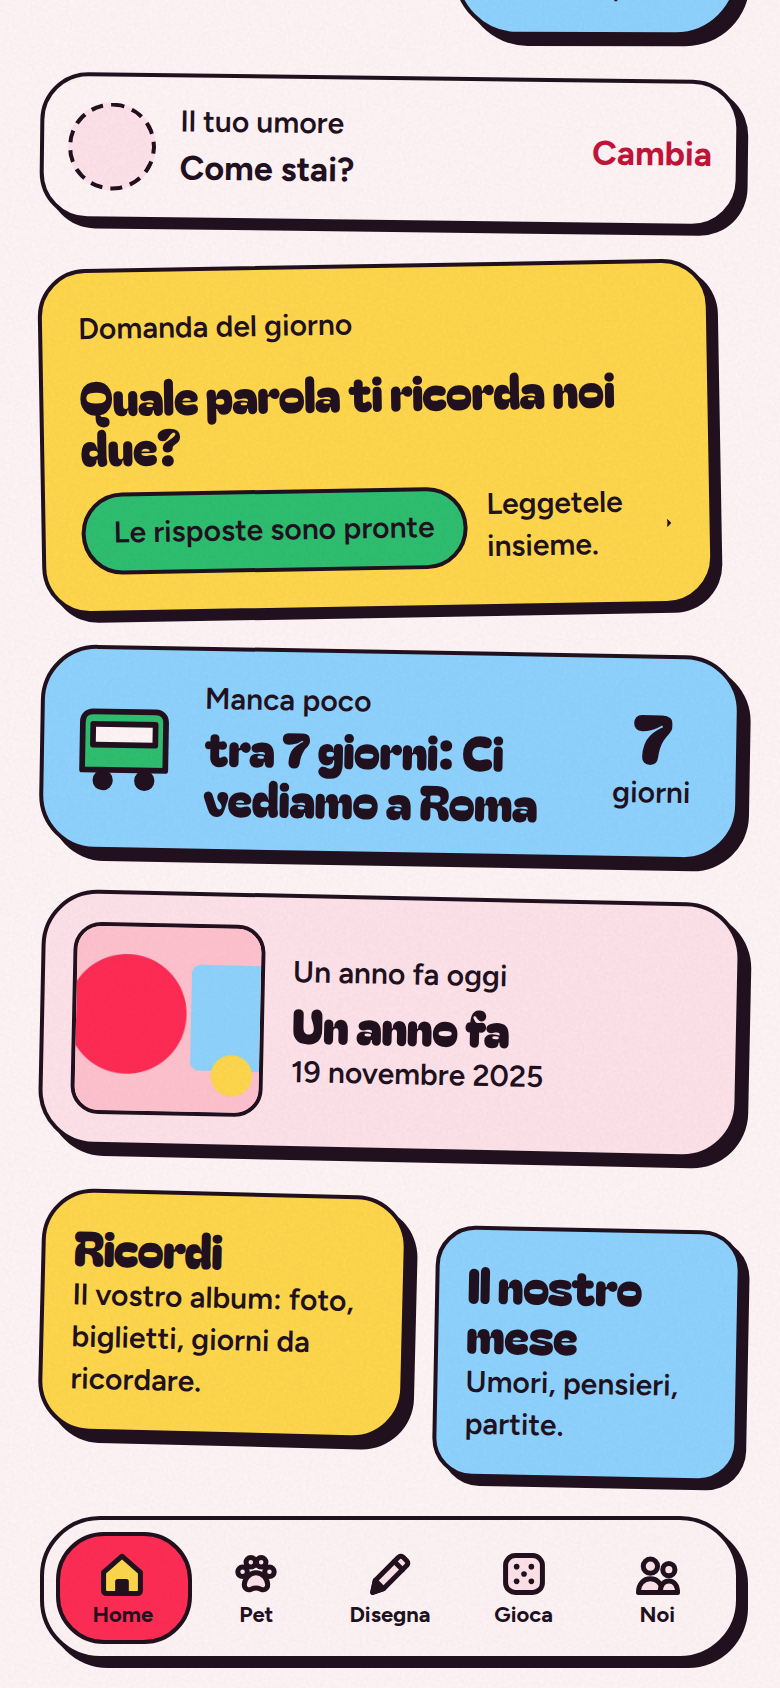 Il tuo umore
Come stai?
Cambia
Domanda del giorno
Quale parola ti ricorda noi
due?
Le risposte sono pronte
Leggetele
insieme.
Manca poco
tra 7 giorni: Ci
vediamo a Roma
7
giorni
Un anno fa oggi
Un anno fa
19 novembre 2025
Ricordi
Il vostro album: foto,
biglietti, giorni da
ricordare.
Il nostro
mese
Umori, pensieri,
partite.
Home
Pet
Disegna
Gioca
Noi